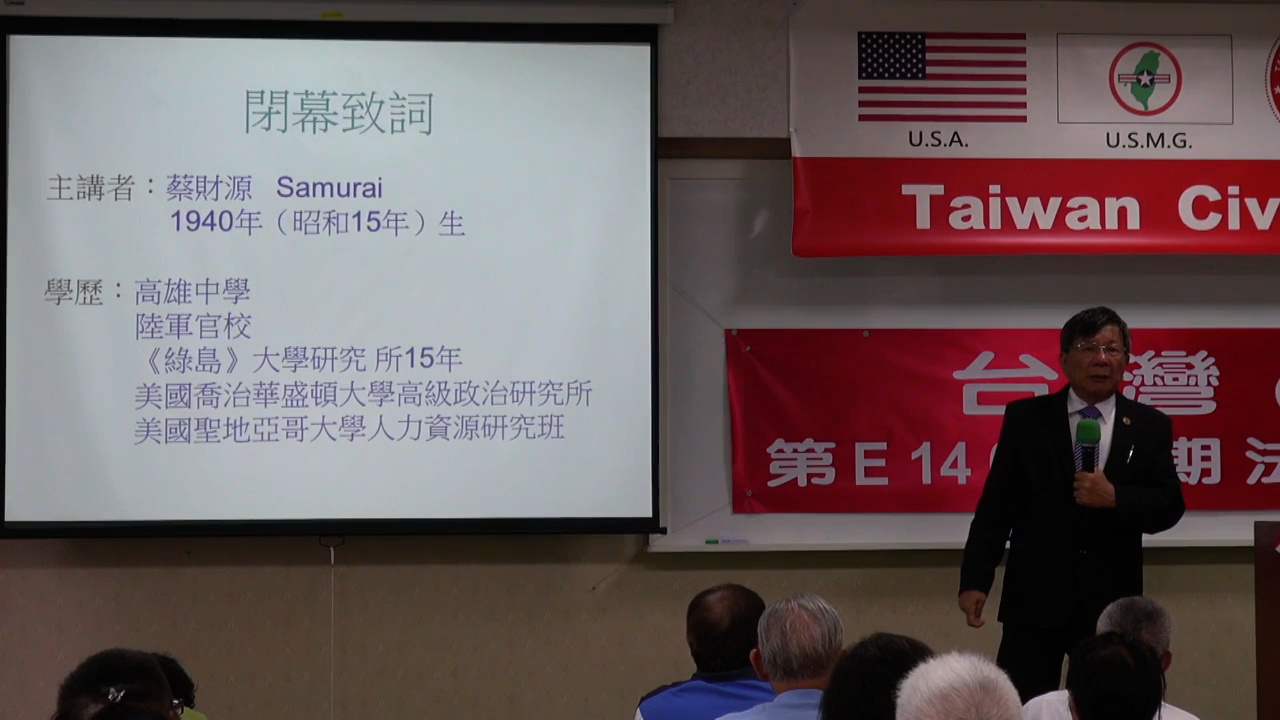 閉幕致詞
主講者：蔡財源 Samurai
1940年（昭和15年）生
學歷：高雄中學
陸軍官校
《綠島》大學研究 所15年
美國喬治華盛頓大學高級政治研究所
美國聖地亞哥大學人力資源研究班
U.S.A.
U.S.M.G.
Taiwan Civ
台灣
第E14 期 法